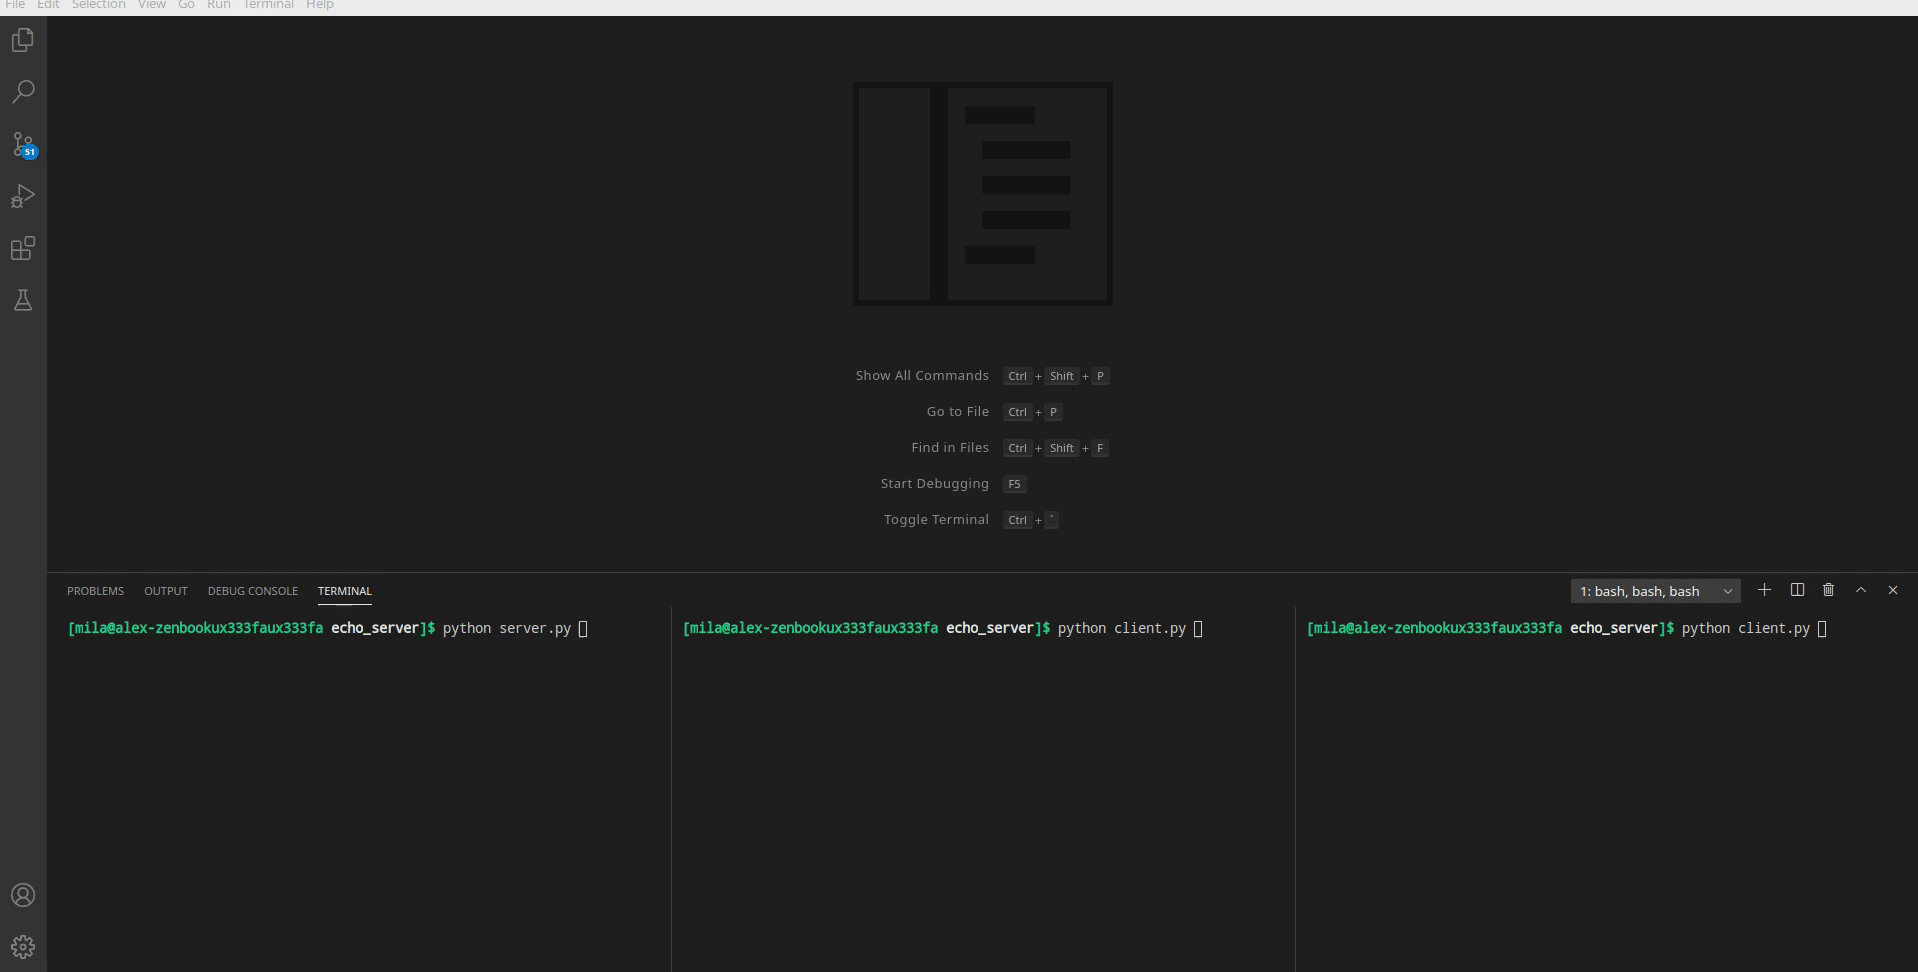 File Edit Selection View Go Run Terminal Help
51
Show All Commands Ctrl + Shift + P
Go to File Ctrl + P
Find in Files Ctrl + Shift + F
Start Debugging F5
Toggle Terminal Ctrl + `
PROBLEMS OUTPUT DEBUG CONSOLE TERMINAL 1: bash, bash, bash
[mila@alex-zenbookux333faux333fa echo_server]$ python server.py
[mila@alex-zenbookux333faux333fa echo_server]$ python client.py
[mila@alex-zenbookux333faux333fa echo_server]$ python client.py